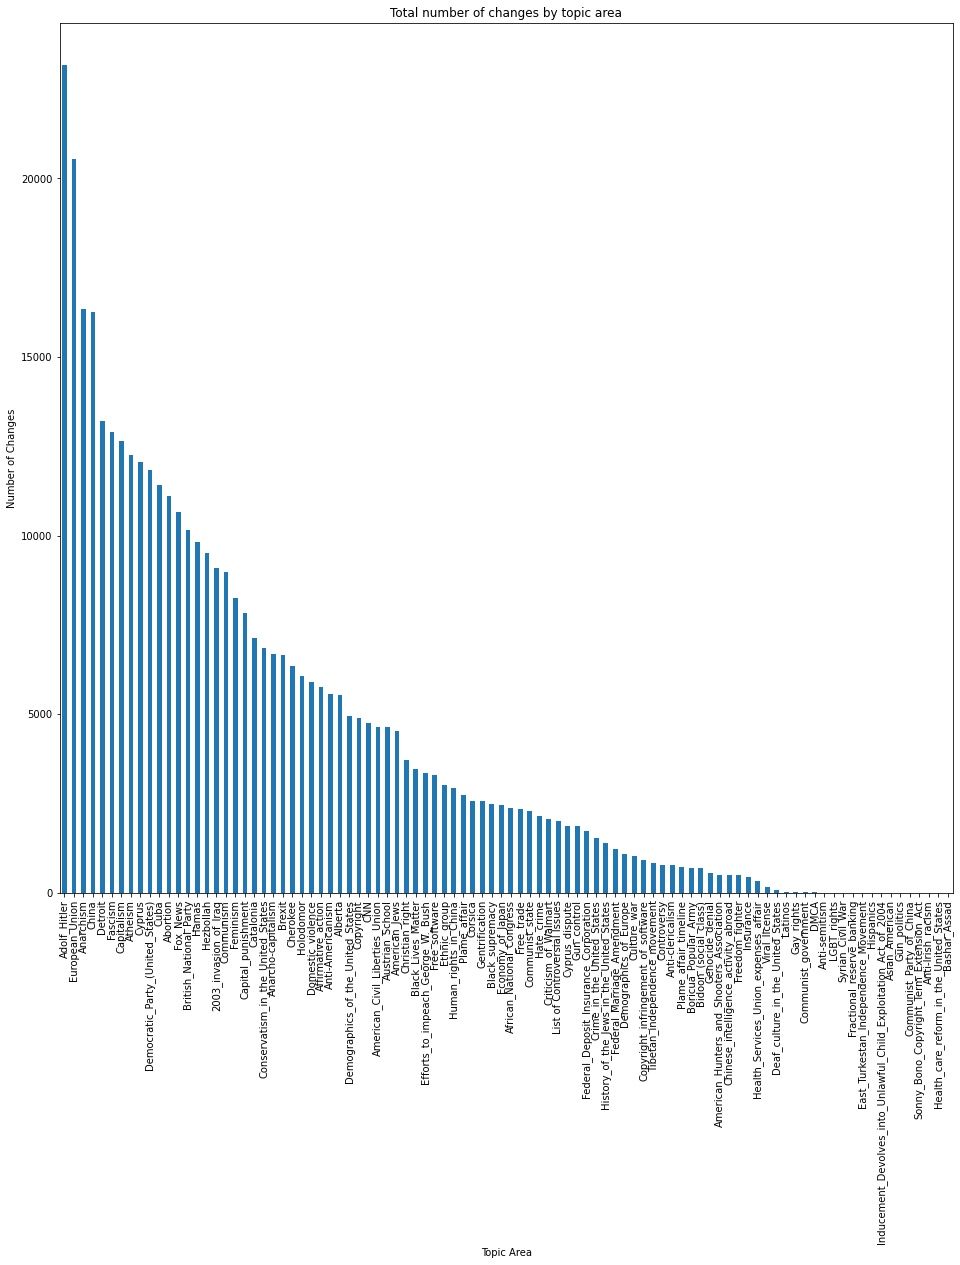 Total number of changes by topic area
Number of Changes
20000
15000
10000
5000
0
Adolf_Hitler
European_Union
Anarchism
China
Detroit
Fascism
Capitalism
Atheism
Cyprus
Democratic_Party_(United_States)
Cuba
Abortion
Fox_News
British_National_Party
Hamas
Hezbollah
2003_invasion_of_Iraq
Communism
Feminism
Capital_punishment
Catalonia
Conservatism_in_the_United_States
Anarcho-capitalism
Brexit
Cherokee
Holodomor
Domestic_violence
Affirmative_action
Anti-Americanism
Alberta
Demographics_of_the_United_States
Copyright
CNN
American_Civil_Liberties_Union
Austrian_School
American_Jews
Christian_right
Black_Lives_Matter
Efforts_to_impeach_George_W._Bush
Free_software
Ethnic_group
Human_rights_in_China
Plame_affair
Corsica
Gentrification
Black_supremacy
Economy_of_Japan
African_National_Congress
Free_trade
Communist_state
Hate_crime
Criticism_of_Walmart
List of Controversial Issues
Cyprus_dispute
Gun_control
Federal_Deposit_Insurance_Corporation
Crime_in_the_United_States
History_of_the_Jews_in_the_United_States
Federal_Marriage_Amendment
Demographics_of_Europe
Culture_war
Copyright_infringement_of_software
Tibetan_Independence_movement
Controversy
Anti-clericalism
Plame_affair_timeline
Boricua_Popular_Army
Blooom_(social_class)
Genocide_denial
American_Hunters_and_Shooters_Association
Chinese_intelligence_activity_abroad
Freedom_fighter
Insurance
Health_Services_Union_expenses_affair
Viral_license
Deaf_culture_in_the_United_States
Latinos
Gay_rights
Communist_government
DMCA
Anti-semitism
LGBT_rights
Syrian_Civil_War
Fractional_reserve_banking
East_Turkestan_Independence_Movement
Hispanics
Inducement_Devolves_into_Unlawful_Child_Exploitation_Act_of_2004
Asian_American
Gun_politics
Communist_Party_of_China
Sonny_Bono_Copyright_Term_Extension_Act
Anti-Irish_racism
Health_care_reform_in_the_United_States
Bashar_Assad
Topic Area